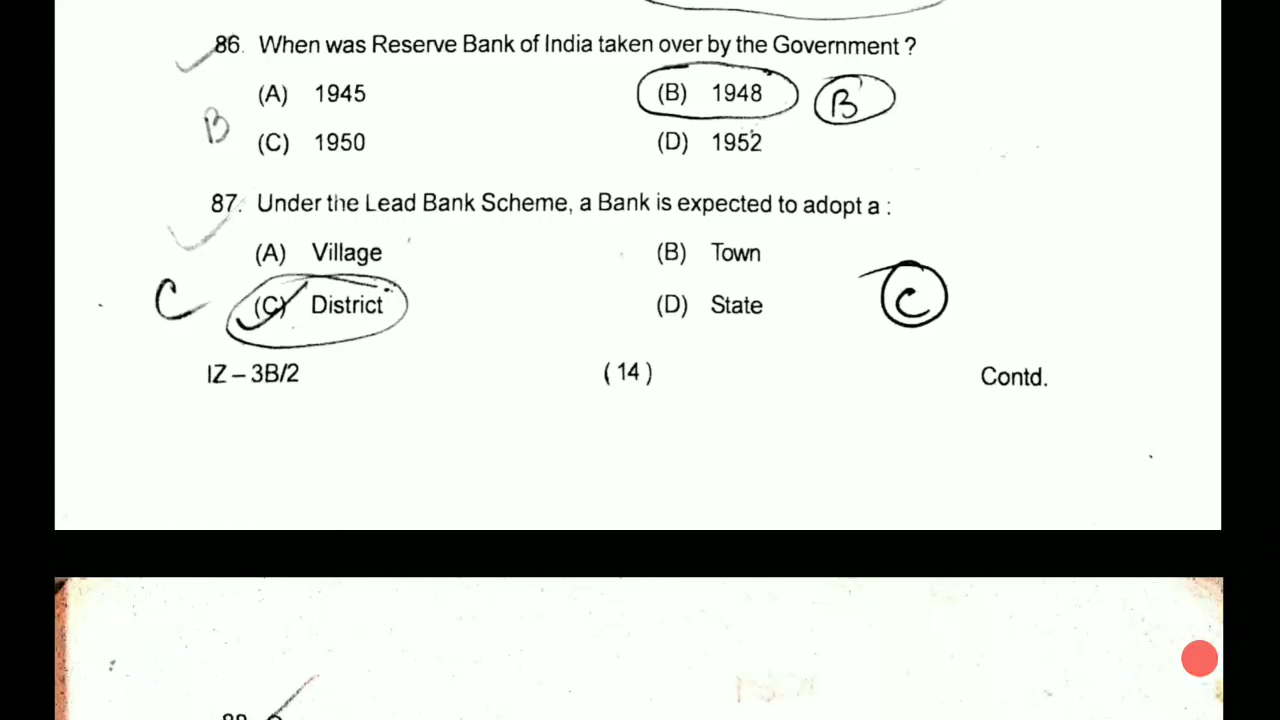 86. When was Reserve Bank of India taken over by the Government ?
(A) 1945 (B) 1948 B
B
(C) 1950 (D) 1952
87. Under the Lead Bank Scheme, a Bank is expected to adopt a :
(A) Village (B) Town
C (C) District (D) State C
IZ – 3B/2 ( 14 ) Contd.